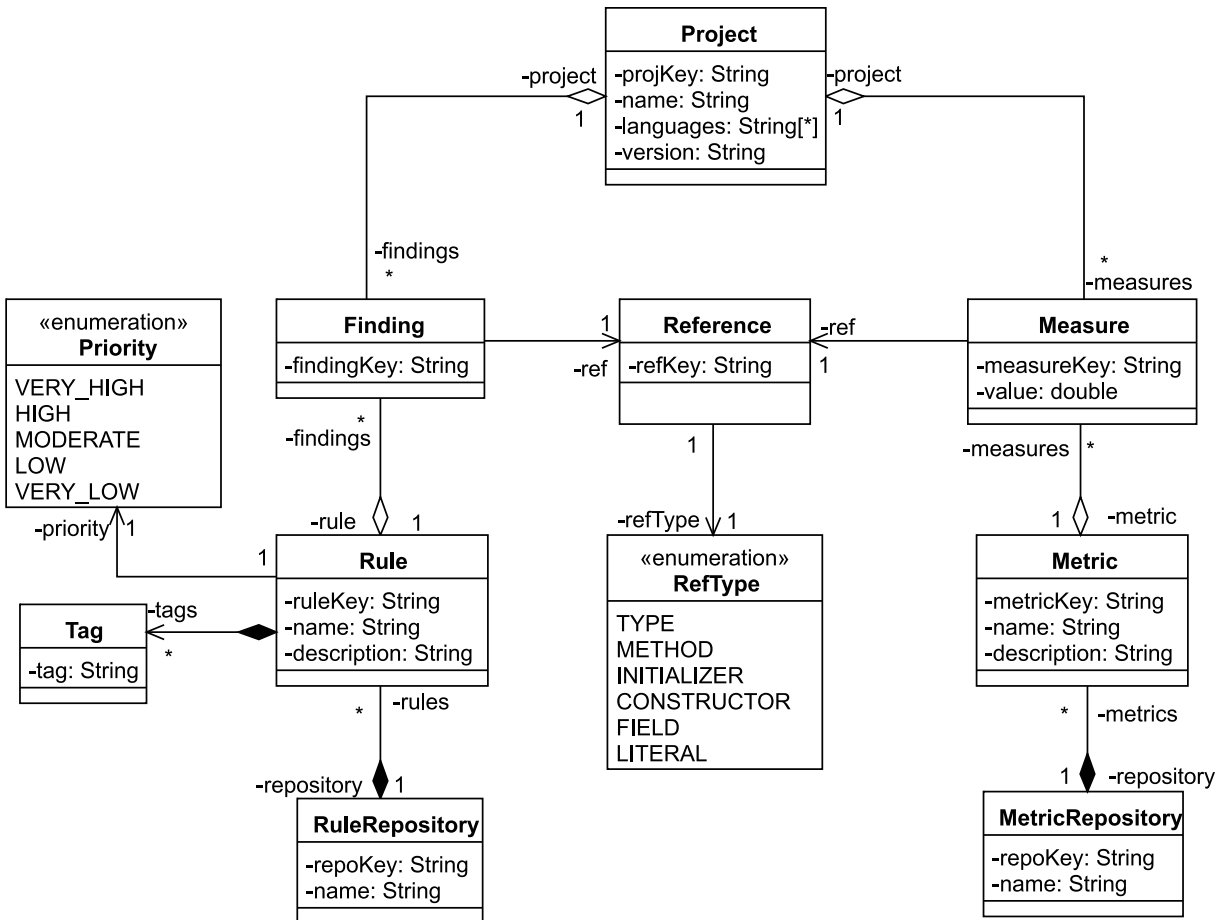 Project
-projKey: String
-name: String
-languages: String[*]
-version: String
-project
1
-project
1
-findings
*
*
-measures
«enumeration»
Priority
VERY_HIGH
HIGH
MODERATE
LOW
VERY_LOW
Finding
-findingKey: String
1
-ref
Reference
-refKey: String
-ref
1
Measure
-measureKey: String
-value: double
*
-findings
1
-measures
*
-priority
1
1
-rule
1
-refType
1
1
-metric
Rule
-ruleKey: String
-name: String
-description: String
«enumeration»
RefType
TYPE
METHOD
INITIALIZER
CONSTRUCTOR
FIELD
LITERAL
Metric
-metricKey: String
-name: String
-description: String
-tags
*
Tag
-tag: String
*
-rules
*
-metrics
-repository
1
1
-repository
RuleRepository
-repoKey: String
-name: String
MetricRepository
-repoKey: String
-name: String